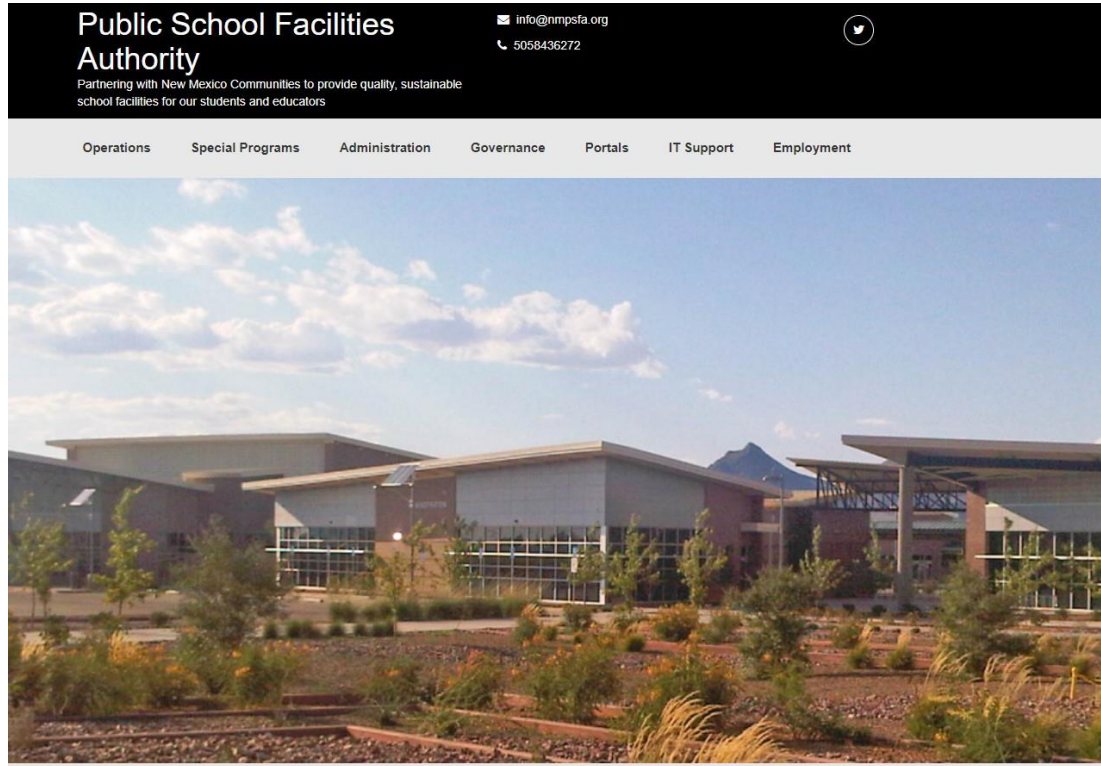 Public School Facilities
Authority
Partnering with New Mexico Communities to provide quality, sustainable
school facilities for our students and educators
info@nmpsfa.org
5058436272
Operations Special Programs Administration Governance Portals IT Support Employment